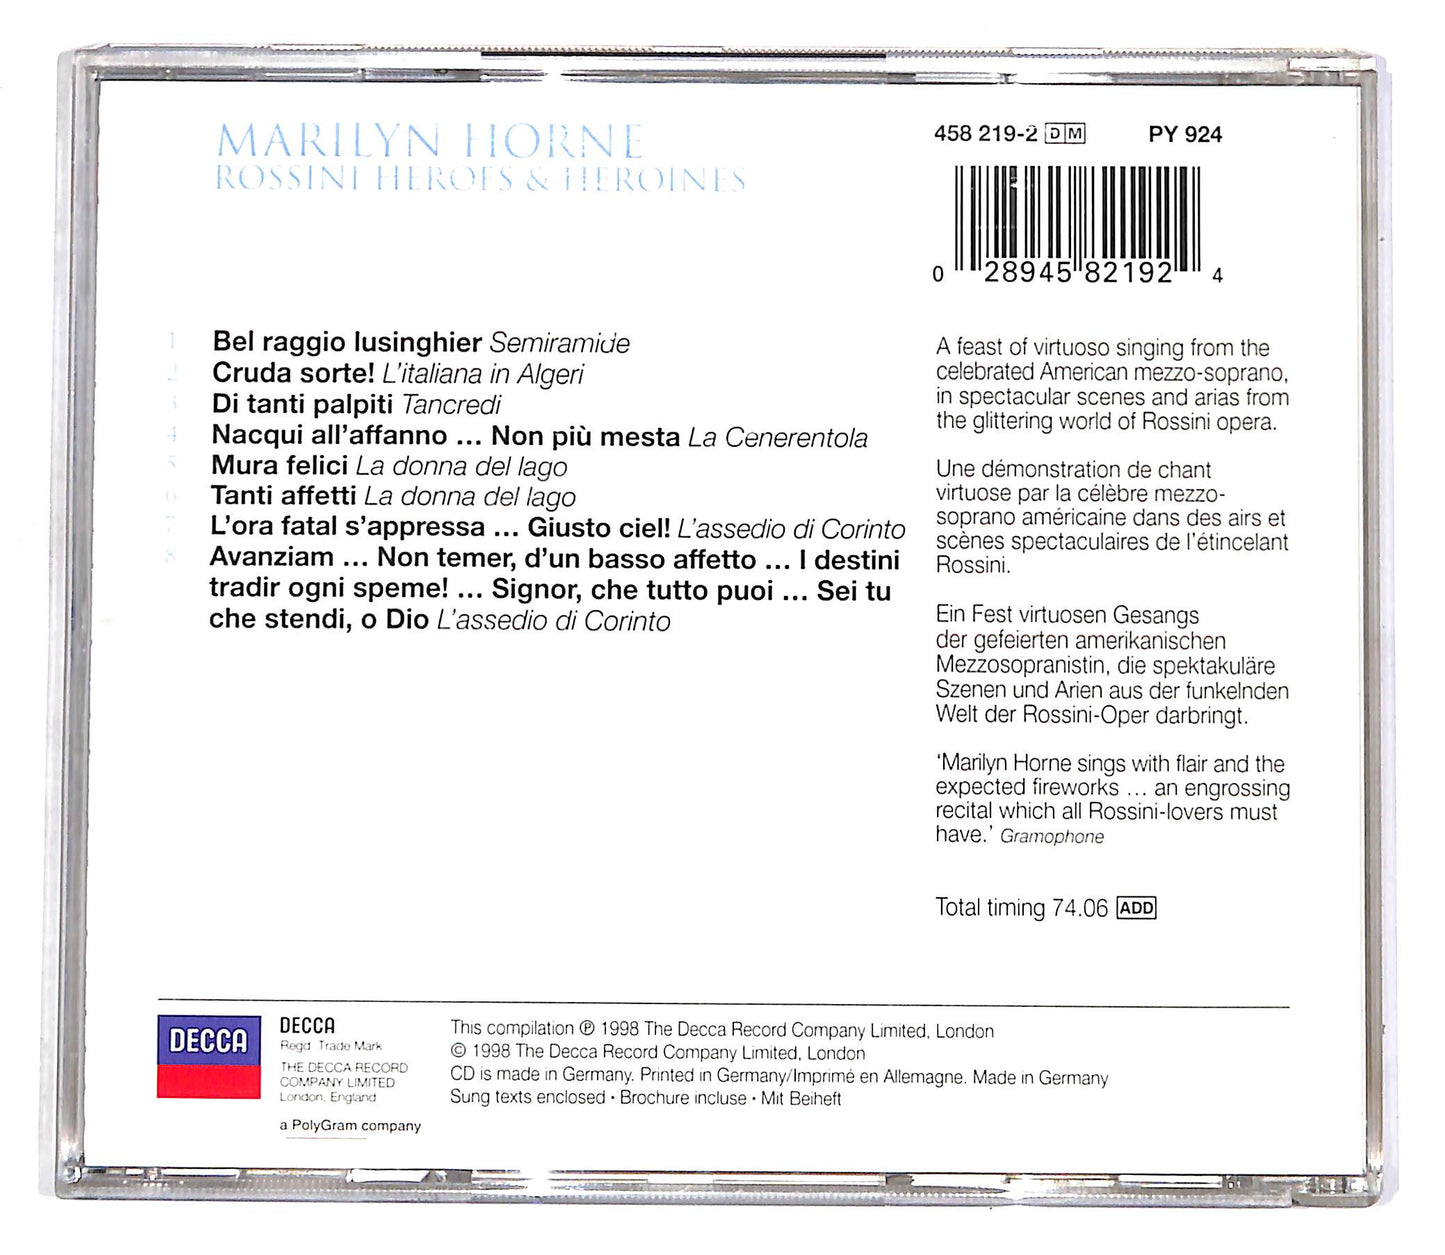 MARILYN HORNE
ROSSINI HEROES & HEROINES
458 219-2 DM PY 924
0 28945 82192 4
1 Bel raggio lusinghier Semiramide
2 Cruda sorte! L'italiana in Algeri
3 Di tanti palpiti Tancredi
4 Nacqui all'affanno ... Non più mesta La Cenerentola
5 Mura felici La donna del lago
6 Tanti affetti La donna del lago
7 L'ora fatal s'appressa ... Giusto ciel! L'assedio di Corinto
8 Avanziam ... Non temer, d'un basso affetto ... I destini
tradir ogni speme! ... Signor, che tutto puoi ... Sei tu
che stendi, o Dio L'assedio di Corinto
A feast of virtuoso singing from the
celebrated American mezzo-soprano,
in spectacular scenes and arias from
the glittering world of Rossini opera.
Une démonstration de chant
virtuose par la célèbre mezzo-
soprano américaine dans des airs et
scènes spectaculaires de l'étincelant
Rossini.
Ein Fest virtuosen Gesangs
der gefeierten amerikanischen
Mezzosopranistin, die spektakuläre
Szenen und Arien aus der funkelnden
Welt der Rossini-Oper darbringt.
'Marilyn Horne sings with flair and the
expected fireworks ... an engrossing
recital which all Rossini-lovers must
have.' Gramophone
Total timing 74.06 ADD
DECCA
DECCA
Regd Trade Mark
THE DECCA RECORD
COMPANY LIMITED
London, England
a PolyGram company
This compilation ℗ 1998 The Decca Record Company Limited, London
© 1998 The Decca Record Company Limited, London
CD is made in Germany. Printed in Germany/Imprimé en Allemagne. Made in Germany
Sung texts enclosed · Brochure incluse · Mit Beiheft